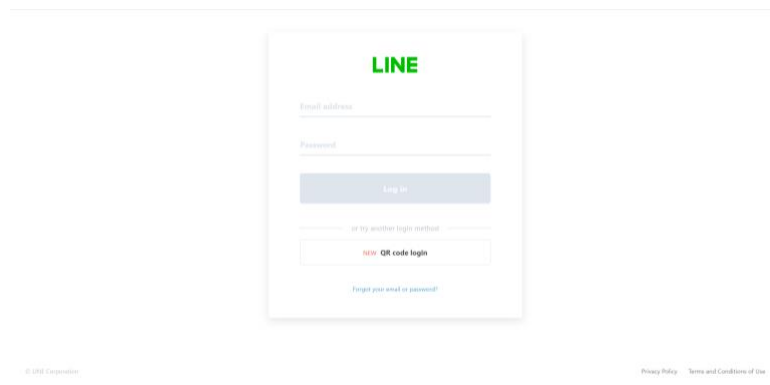 LINE
Email address
Password
Log in
or try another login method
NEW QR code login
Forgot your email or password?
© LINE Corporation
Privacy Policy Terms and Conditions of Use